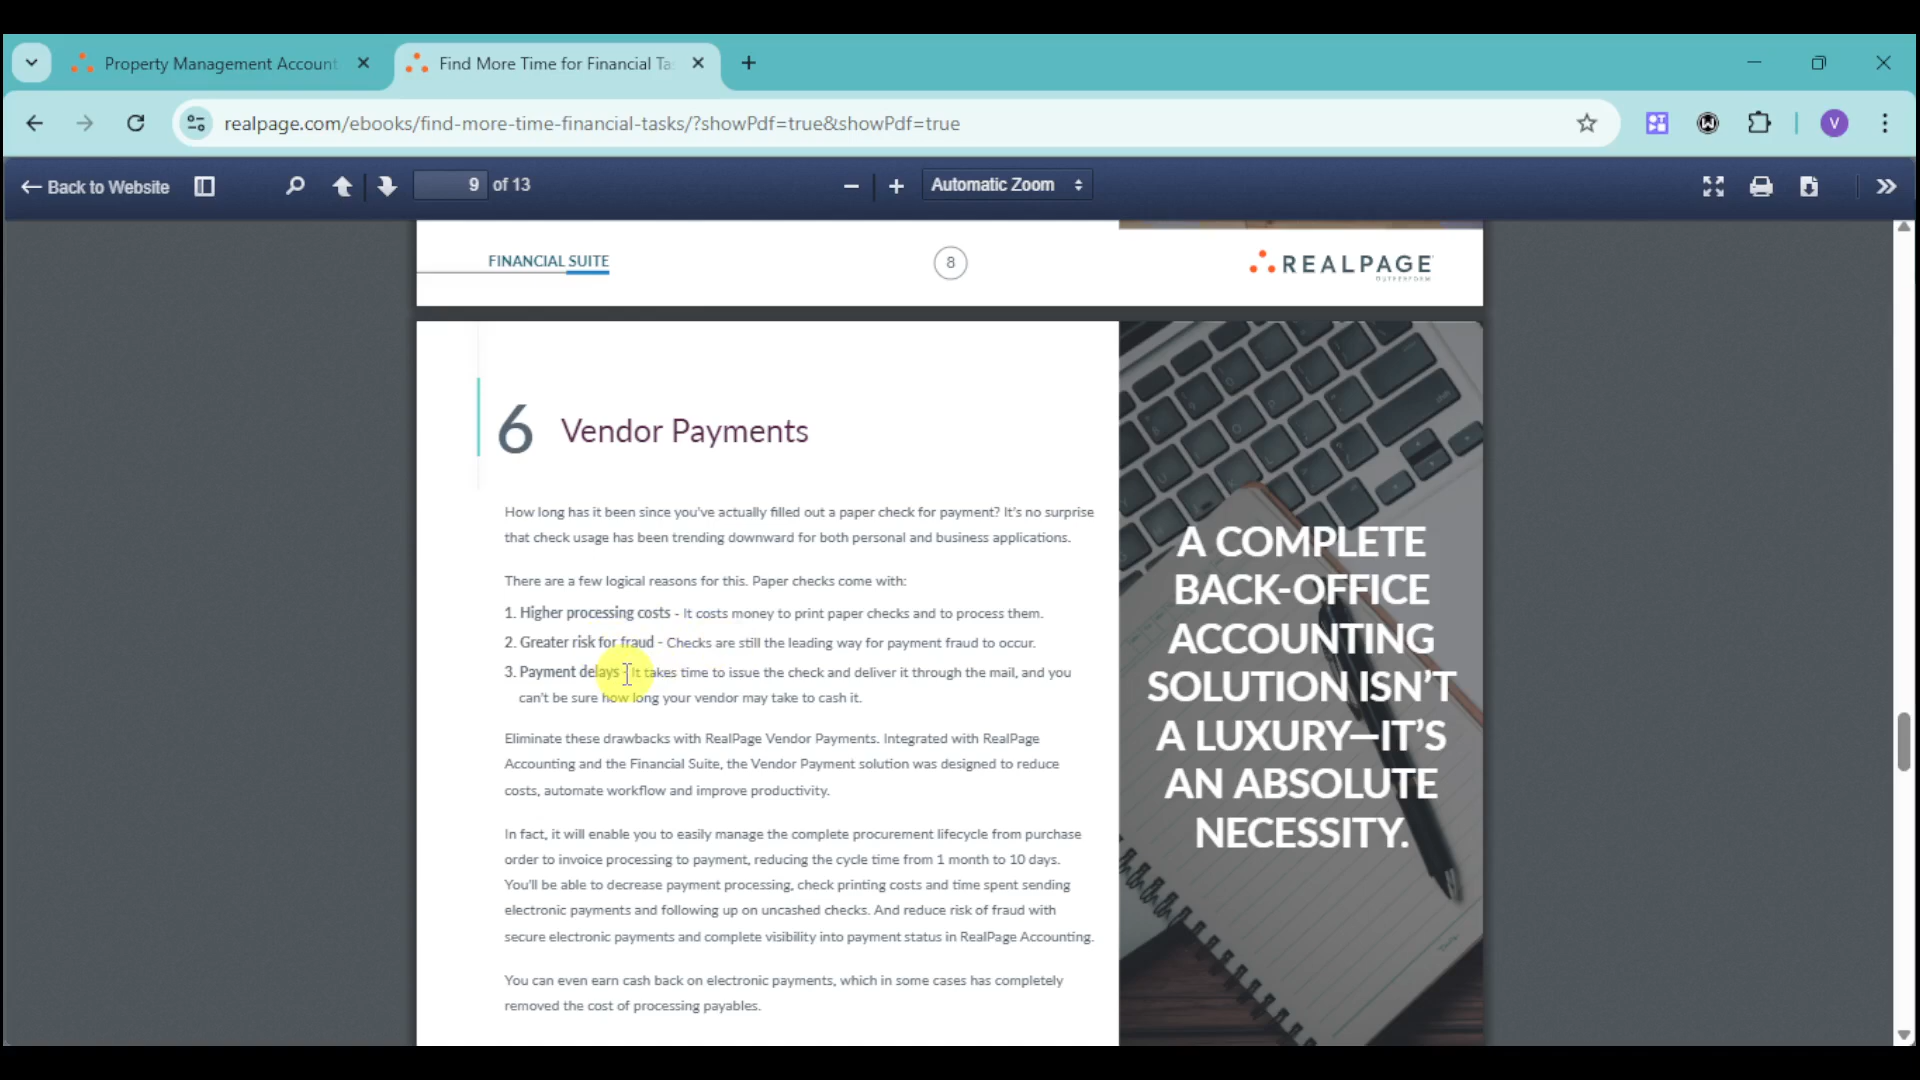 Property Management Account
Find More Time for Financial Ta
realpage.com/ebooks/find-more-time-financial-tasks/?showPdf=true&showPdf=true
V
Back to Website
9 of 13
Automatic Zoom
FINANCIAL SUITE
8
REALPAGE
6 Vendor Payments
How long has it been since you've actually filled out a paper check for payment? It's no surprise
that check usage has been trending downward for both personal and business applications.
There are a few logical reasons for this. Paper checks come with:
1. Higher processing costs - It costs money to print paper checks and to process them.
2. Greater risk for fraud - Checks are still the leading way for payment fraud to occur.
3. Payment delays - It takes time to issue the check and deliver it through the mail, and you
can't be sure how long your vendor may take to cash it.
Eliminate these drawbacks with RealPage Vendor Payments. Integrated with RealPage
Accounting and the Financial Suite, the Vendor Payment solution was designed to reduce
costs, automate workflow and improve productivity.
In fact, it will enable you to easily manage the complete procurement lifecycle from purchase
order to invoice processing to payment, reducing the cycle time from 1 month to 10 days.
You'll be able to decrease payment processing, check printing costs and time spent sending
electronic payments and following up on uncashed checks. And reduce risk of fraud with
secure electronic payments and complete visibility into payment status in RealPage Accounting.
You can even earn cash back on electronic payments, which in some cases has completely
removed the cost of processing payables.
A COMPLETE
BACK-OFFICE
ACCOUNTING
SOLUTION ISN'T
A LUXURY—IT'S
AN ABSOLUTE
NECESSITY.